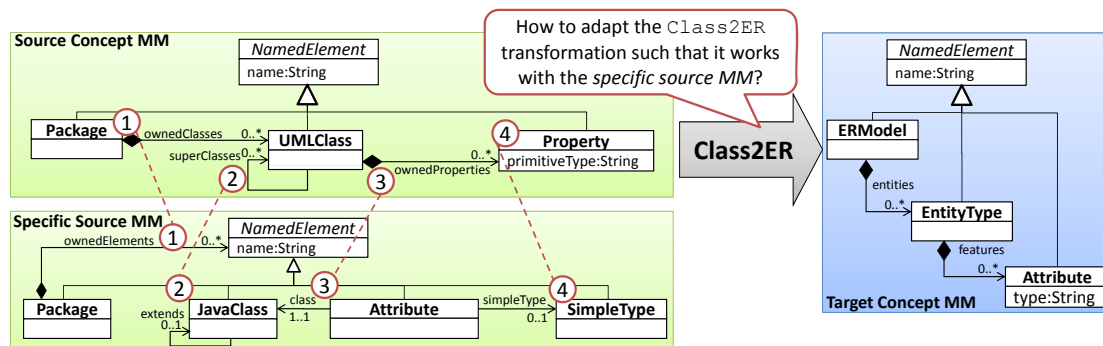 Source Concept MM
NamedElement
name:String
Package
1
ownedClasses
0..*
UMLClass
superClasses
0..*
2
3
4
Property
primitiveType:String
0..*
ownedProperties
Specific Source MM
ownedElements
1
0..*
NamedElement
name:String
2
3
4
Package
extends
0..1
JavaClass
class
1..1
Attribute
simpleType
0..1
SimpleType
How to adapt the Class2ER
transformation such that it works
with the specific source MM?
Class2ER
NamedElement
name:String
ERModel
entities
0..*
EntityType
features
0..*
Attribute
type:String
Target Concept MM